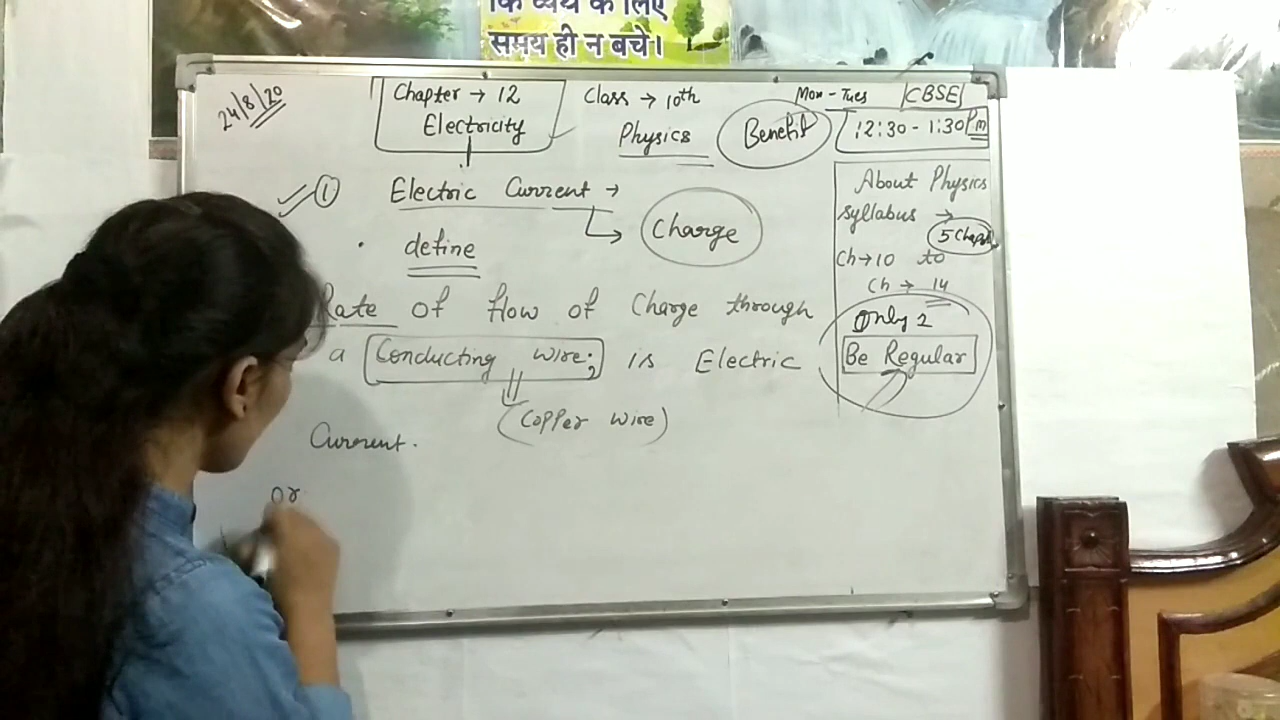 कि व्यर्थ के लिए
समय ही न बचे।
24/8/20
Chapter → 12
Electricity
Class → 10th
Physics
Benefit
Mon - Tues
CBSE
12:30 - 1:30 Pm
① Electric Current →
Charge
define
Rate of flow of Charge through
a Conducting wire; is Electric
(Copper wire)
Current.
or
About Physics
syllabus →
5 Chapt
Ch → 10 to
Ch → 14
Only 2
Be Regular